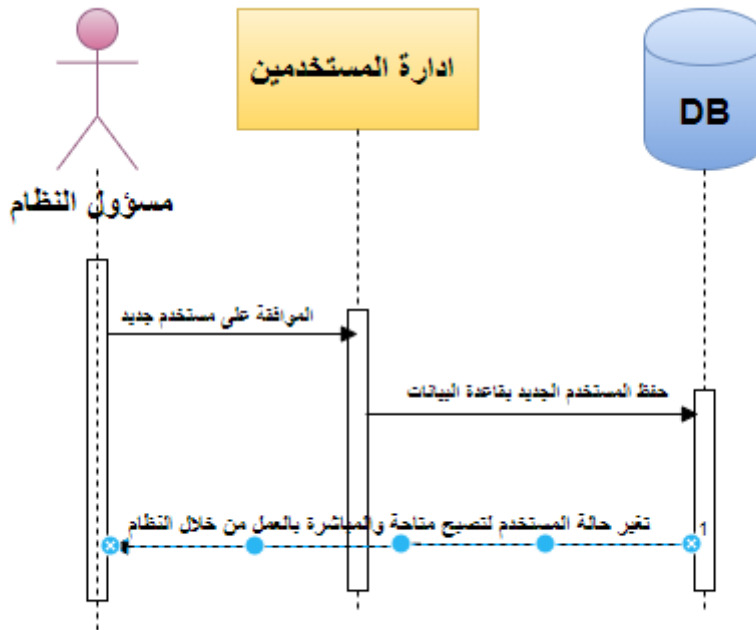 ادارة المستخدمين
DB
مسؤول النظام
الموافقة على مستخدم جديد
حفظ المستخدم الجديد بقاعدة البيانات
تغير حالة المستخدم لتصبح متاحة والمباشرة بالعمل من خلال النظام
1